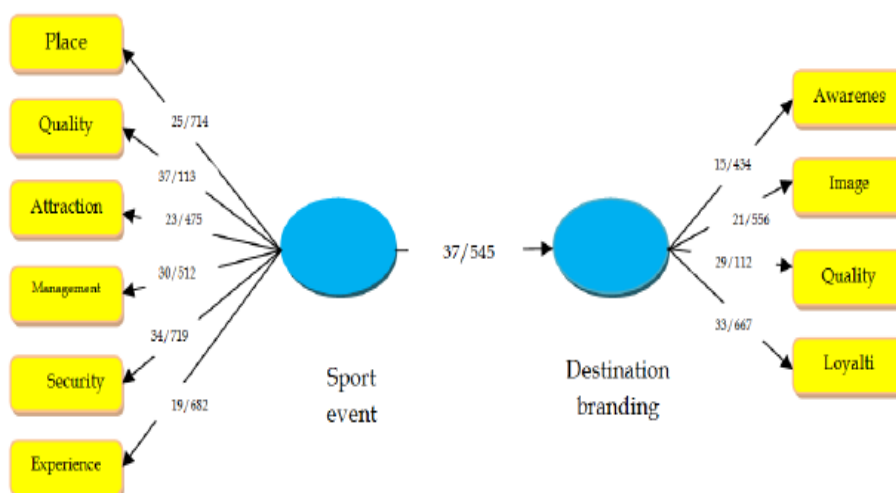 Place
25/714
Quality
37/113
Attraction
23/475
Management
30/512
Security
34/719
Experience
19/682
Sport
event
37/545
Destination
branding
Awarenes
15/434
Image
21/556
Quality
29/112
Loyalti
33/667